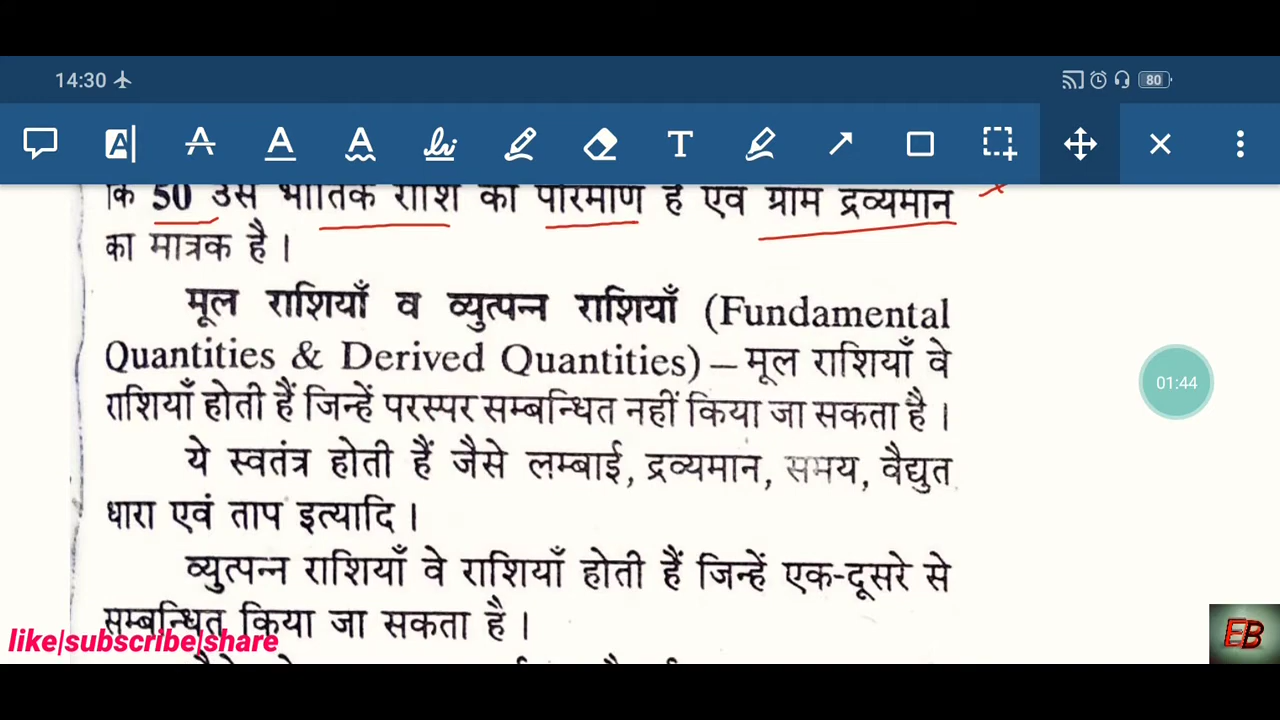 14:30
80
A A A A T
कि 50 उस भौतिक राशि का परिमाण है एवं ग्राम द्रव्यमान
का मात्रक है।
मूल राशियाँ व व्युत्पन्न राशियाँ (Fundamental
Quantities & Derived Quantities) – मूल राशियाँ वे
राशियाँ होती हैं जिन्हें परस्पर सम्बन्धित नहीं किया जा सकता है।
01:44
ये स्वतंत्र होती हैं जैसे लम्बाई, द्रव्यमान, समय, वैद्युत
धारा एवं ताप इत्यादि।
व्युत्पन्न राशियाँ वे राशियाँ होती हैं जिन्हें एक-दूसरे से
सम्बन्धित किया जा सकता है।
like|subscribe|share
EB